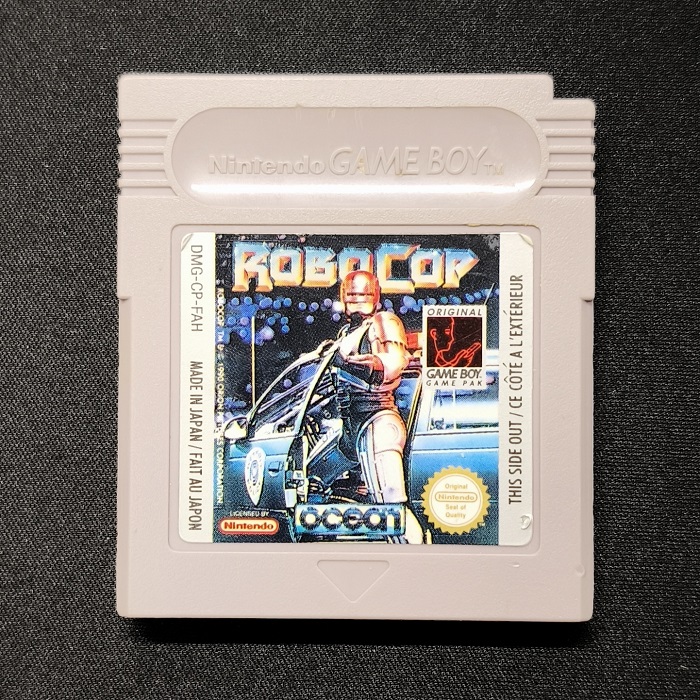 Nintendo GAME BOY TM
ROBOCOP
DMG-CP-FAH
MADE IN JAPAN / FAIT AU JAPON
ORIGINAL
GAME BOY
GAME PAK
THIS SIDE OUT / CE CÔTE A L'EXTERIEUR
LICENSED BY
Nintendo
ocean
Original
Nintendo
Seal of
Quality